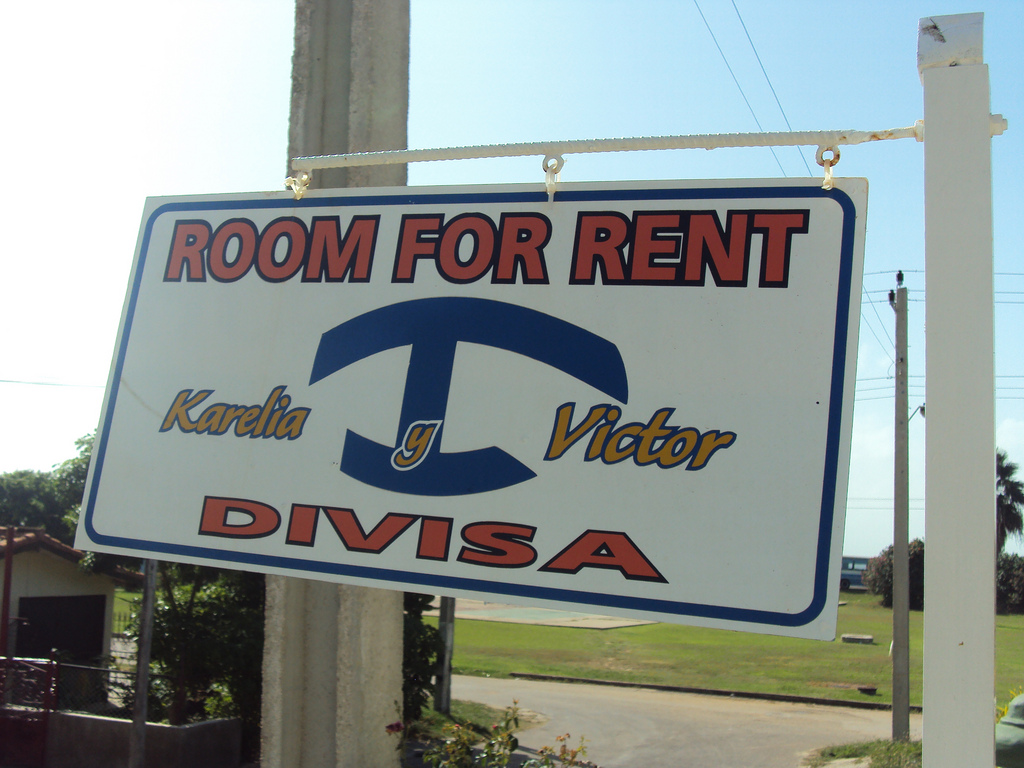 ROOM FOR RENT
Karelia y Victor
DIVISA